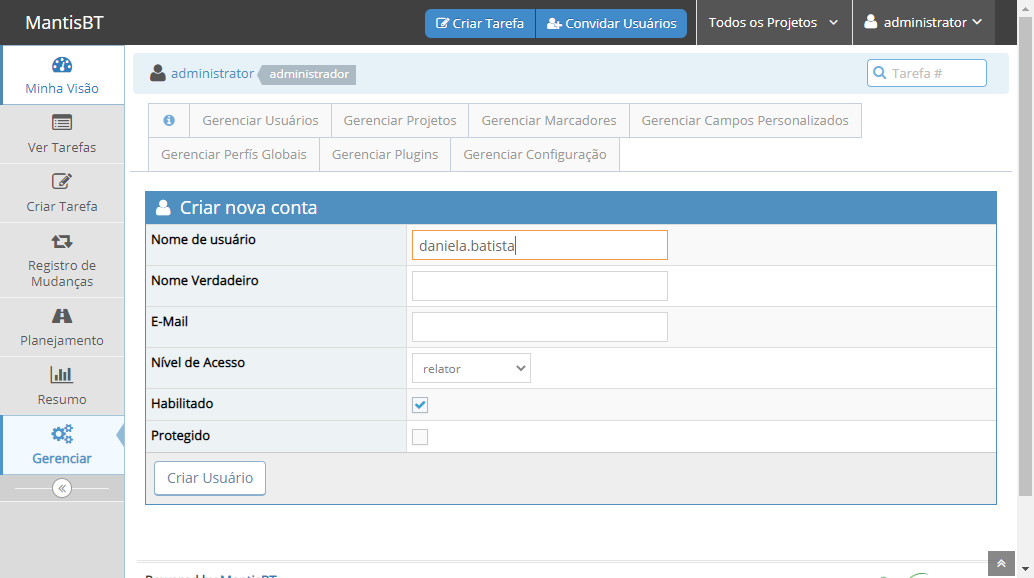 MantisBT
Criar Tarefa
Convidar Usuários
Todos os Projetos
administrator
Minha Visão
Ver Tarefas
Criar Tarefa
Registro de
Mudanças
Planejamento
Resumo
Gerenciar
administrator
administrador
Tarefa #
Gerenciar Usuários
Gerenciar Projetos
Gerenciar Marcadores
Gerenciar Campos Personalizados
Gerenciar Perfís Globais
Gerenciar Plugins
Gerenciar Configuração
Criar nova conta
Nome de usuário
daniela.batista
Nome Verdadeiro
E-Mail
Nível de Acesso
relator
Habilitado
Protegido
Criar Usuário
Powered by MantisBT